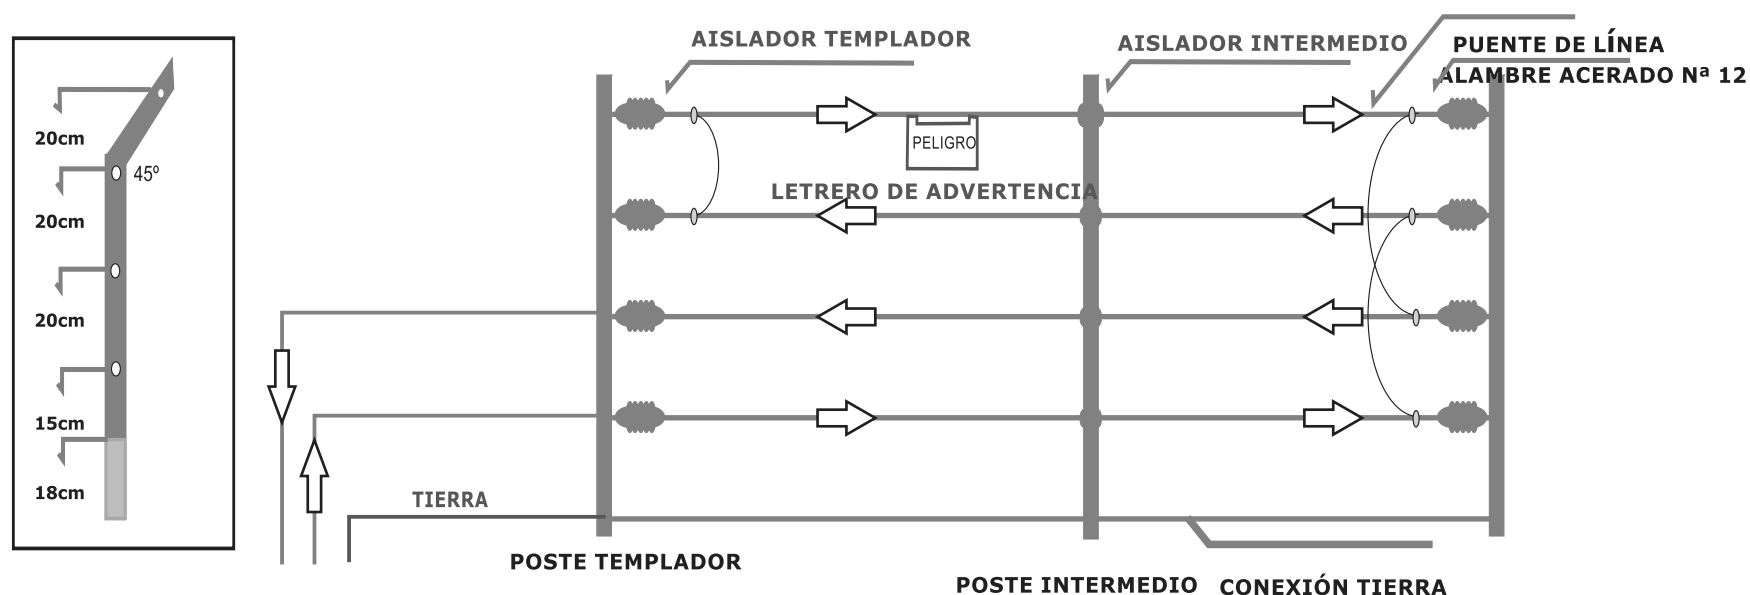 20cm
45º
20cm
20cm
15cm
18cm
AISLADOR TEMPLADOR
AISLADOR INTERMEDIO
PUENTE DE LÍNEA
ALAMBRE ACERADO Nª 12
PELIGRO
LETRERO DE ADVERTENCIA
TIERRA
POSTE TEMPLADOR
POSTE INTERMEDIO
CONEXIÓN TIERRA